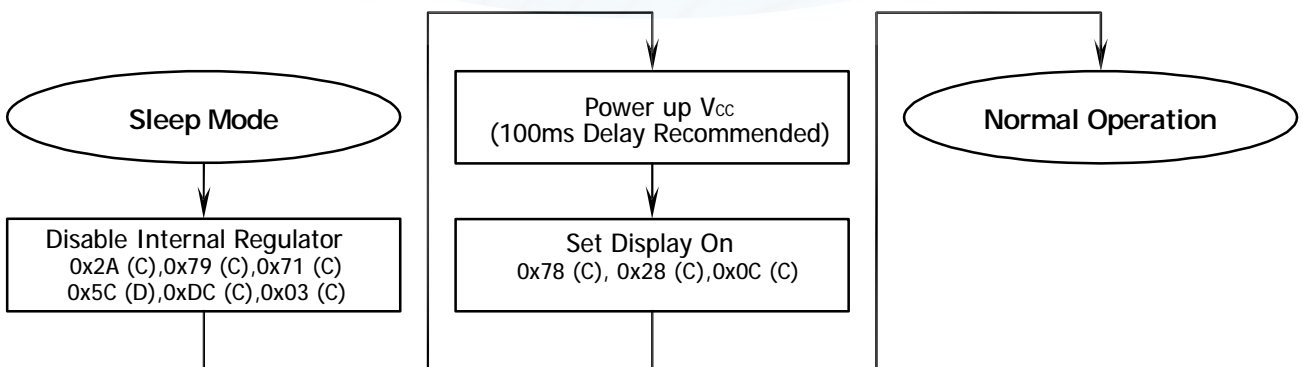 Sleep Mode
Disable Internal Regulator
0x2A (C),0x79 (C),0x71 (C)
0x5C (D),0xDC (C),0x03 (C)
Power up Vcc
(100ms Delay Recommended)
Set Display On
0x78 (C), 0x28 (C),0x0C (C)
Normal Operation